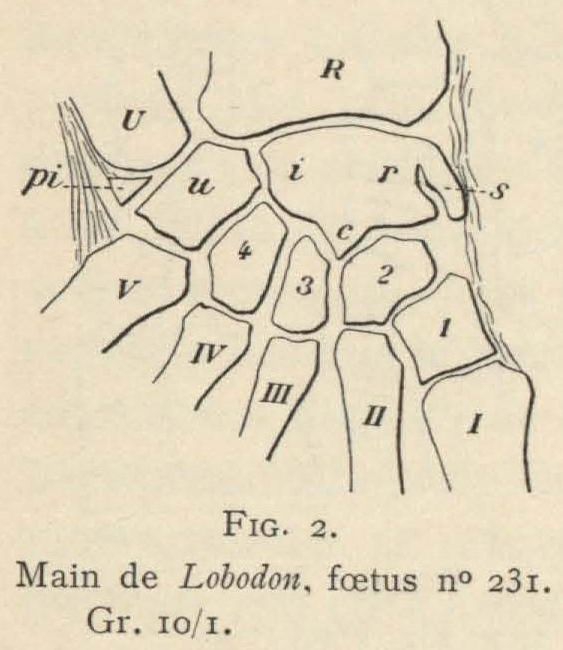 R
U
pi
u
i
r
s
c
4
3
2
1
V
IV
III
II
I
FIG. 2.
Main de Lobodon, fœtus nº 231.
Gr. 10/1.